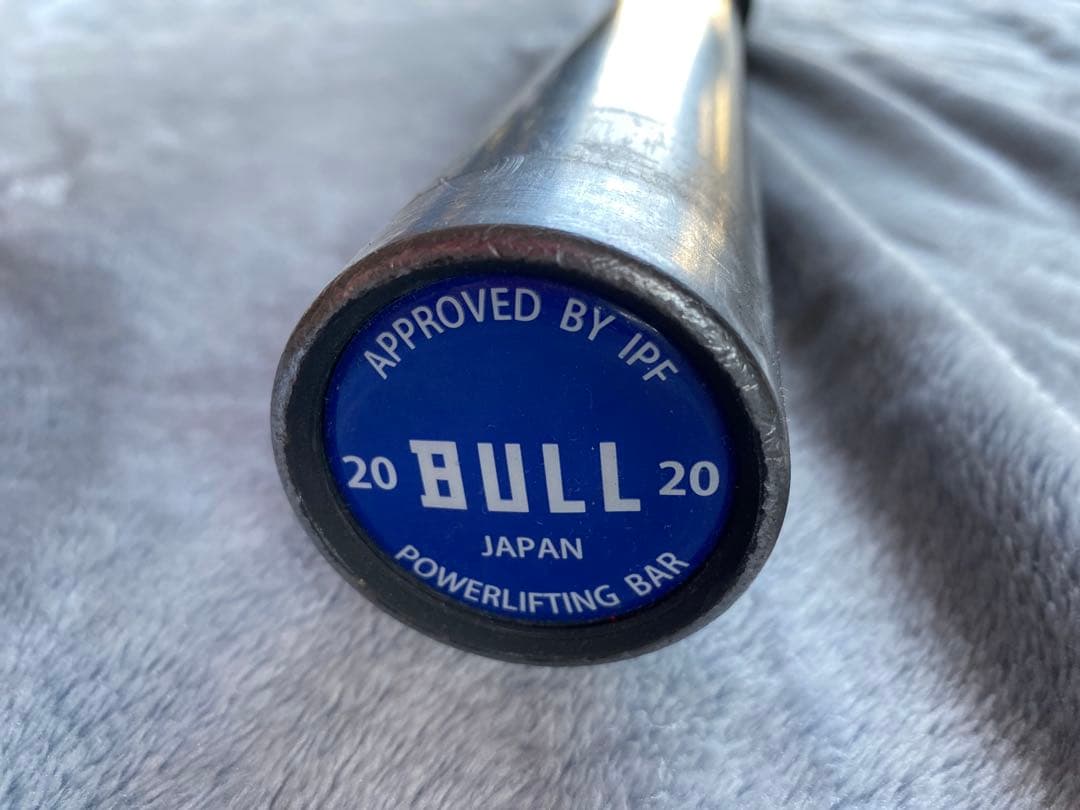 APPROVED BY IPF
20 BULL 20
JAPAN
POWERLIFTING BAR